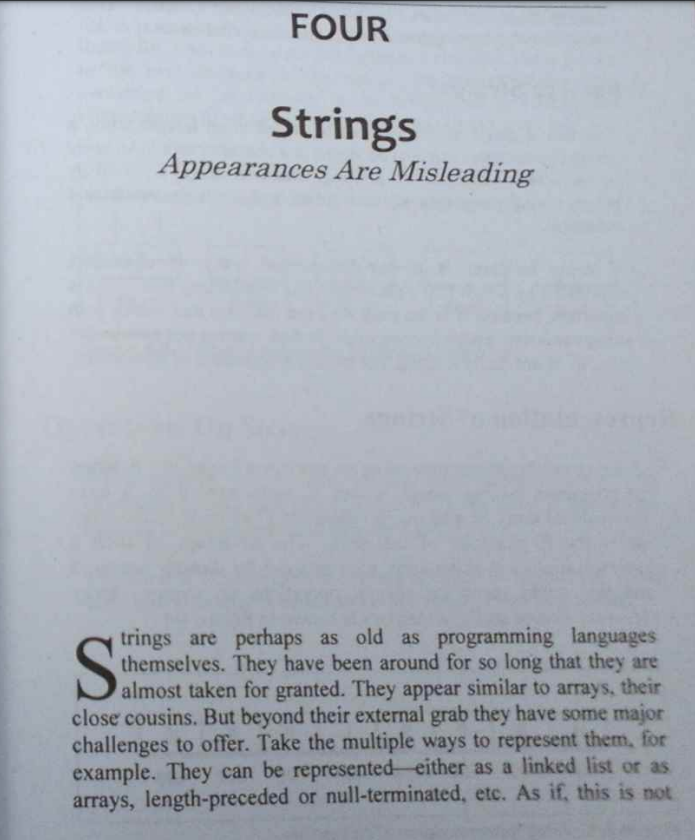 FOUR
Strings
Appearances Are Misleading
Strings are perhaps as old as programming languages
themselves. They have been around for so long that they are
almost taken for granted. They appear similar to arrays, their
close cousins. But beyond their external grab they have some major
challenges to offer. Take the multiple ways to represent them, for
example. They can be represented—either as a linked list or as
arrays, length-preceded or null-terminated, etc. As if, this is not